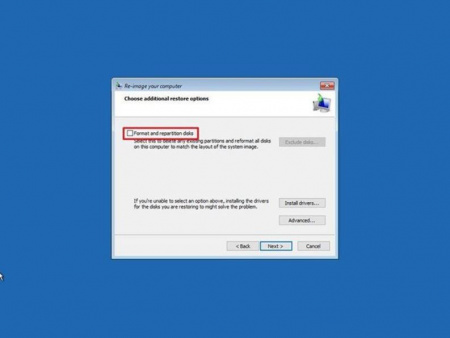 Re-image your computer
Choose additional restore options
Format and repartition disks
Select this to delete any existing partitions and reformat all disks
on this computer to match the layout of the system image.
Exclude disks...
If you're unable to select an option above, installing the drivers
for the disks you are restoring to might solve the problem.
Install drivers...
Advanced...
< Back
Next >
Cancel